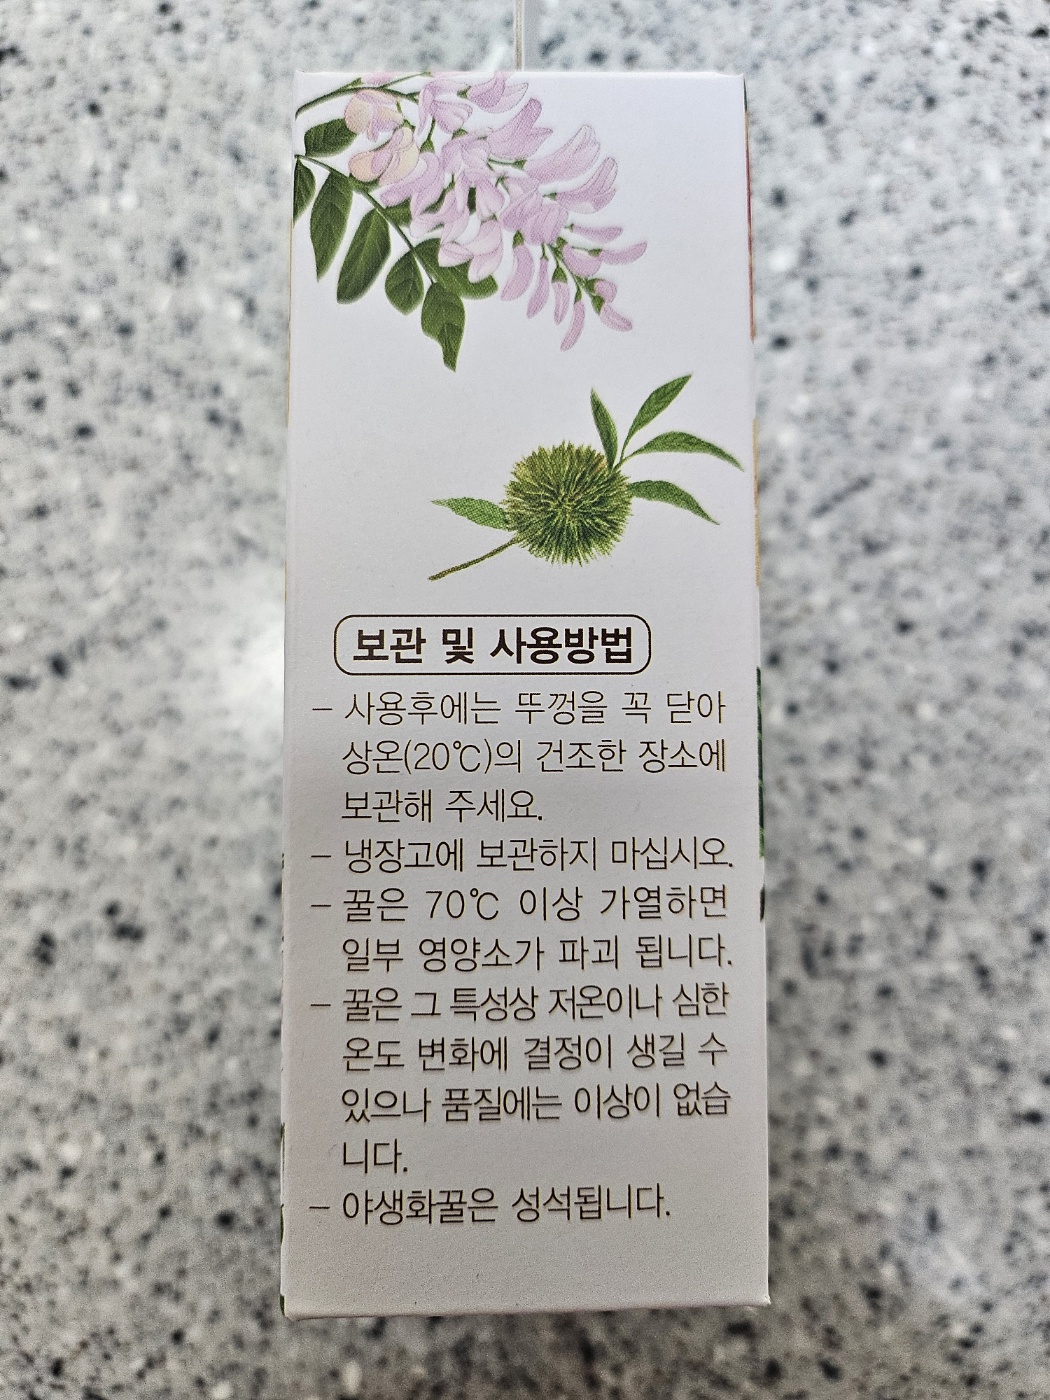 보관 및 사용방법
– 사용후에는 뚜껑을 꼭 닫아
상온(20℃)의 건조한 장소에
보관해 주세요.
– 냉장고에 보관하지 마십시오.
– 꿀은 70℃ 이상 가열하면
일부 영양소가 파괴 됩니다.
– 꿀은 그 특성상 저온이나 심한
온도 변화에 결정이 생길 수
있으나 품질에는 이상이 없습
니다.
– 야생화꿀은 성석됩니다.